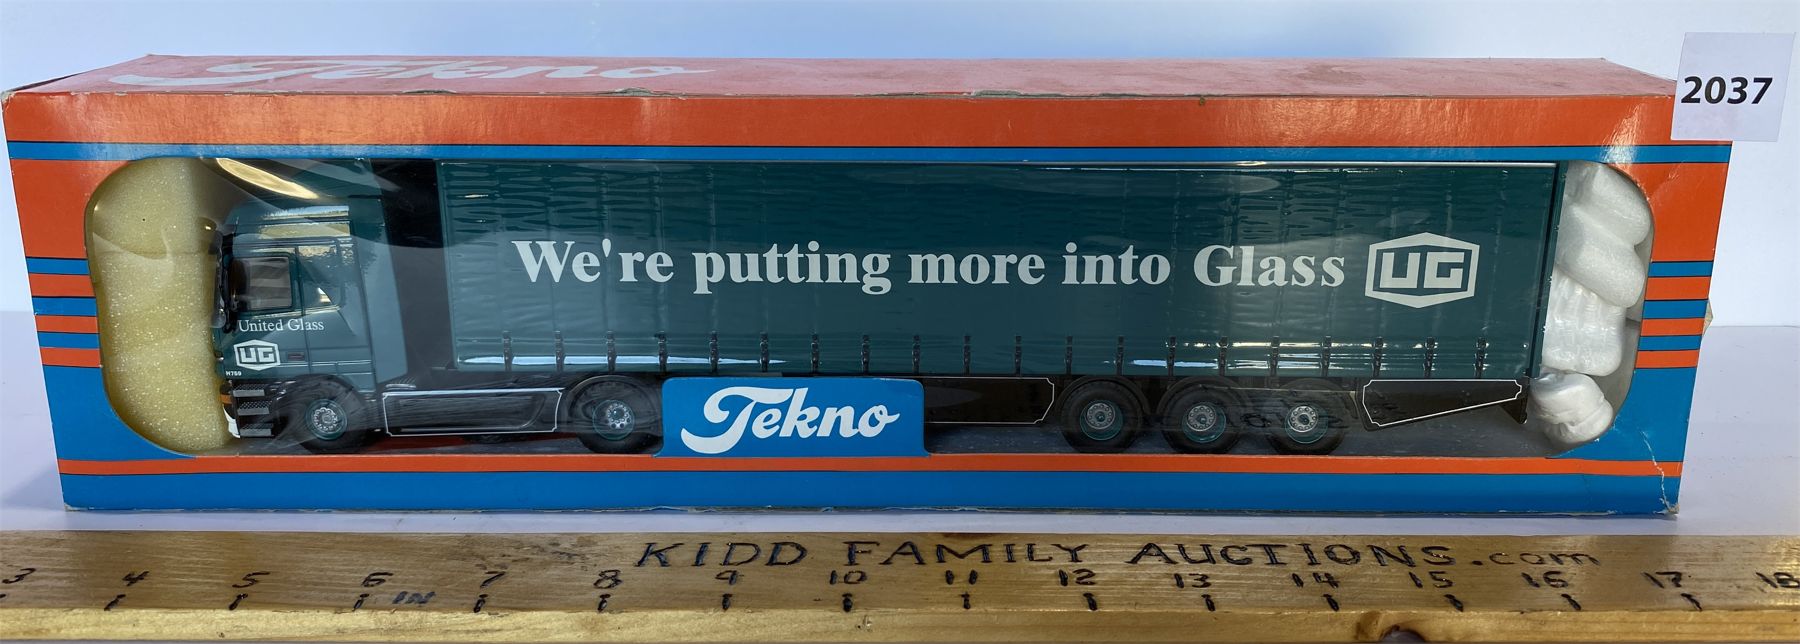 Tekno
2037
We're putting more into Glass UG
United Glass
UG
H759
Tekno
KIDD FAMILY AUCTIONS.com
3 4 5 6 7 8 9 10 11 12 13 14 15 16 17 18
IN